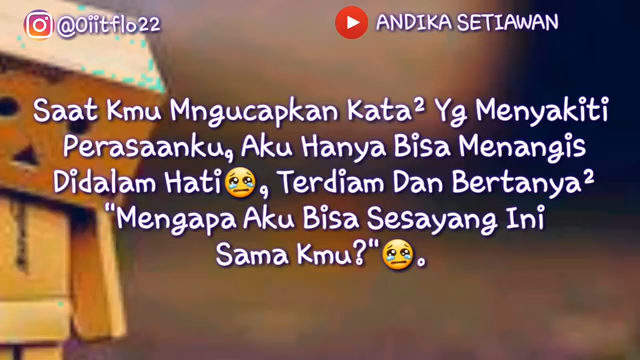 @Oiitflo22
ANDIKA SETIAWAN
Saat Kmu Mngucapkan Kata² Yg Menyakiti
Perasaanku, Aku Hanya Bisa Menangis
Didalam Hati😢, Terdiam Dan Bertanya²
"Mengapa Aku Bisa Sesayang Ini
Sama Kmu?"😢.